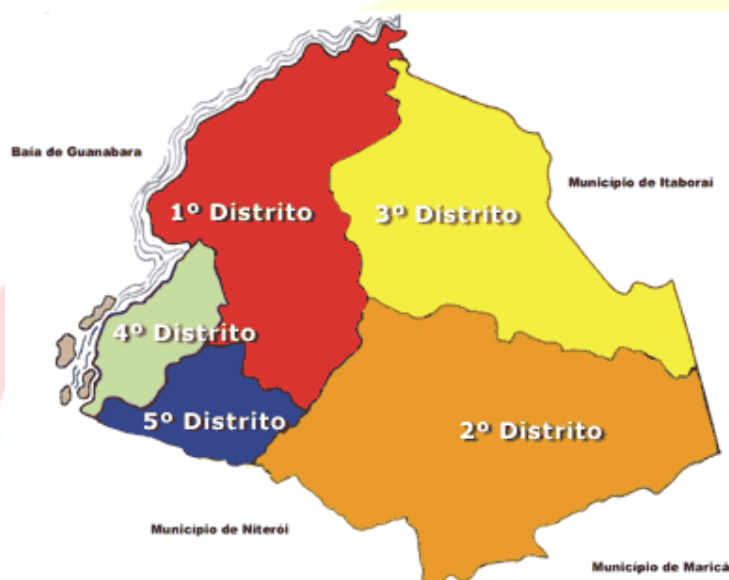 Baía de Guanabara
Município de Itaboraí
1º Distrito
3º Distrito
4º Distrito
5º Distrito
2º Distrito
Município de Niterói
Município de Maricá